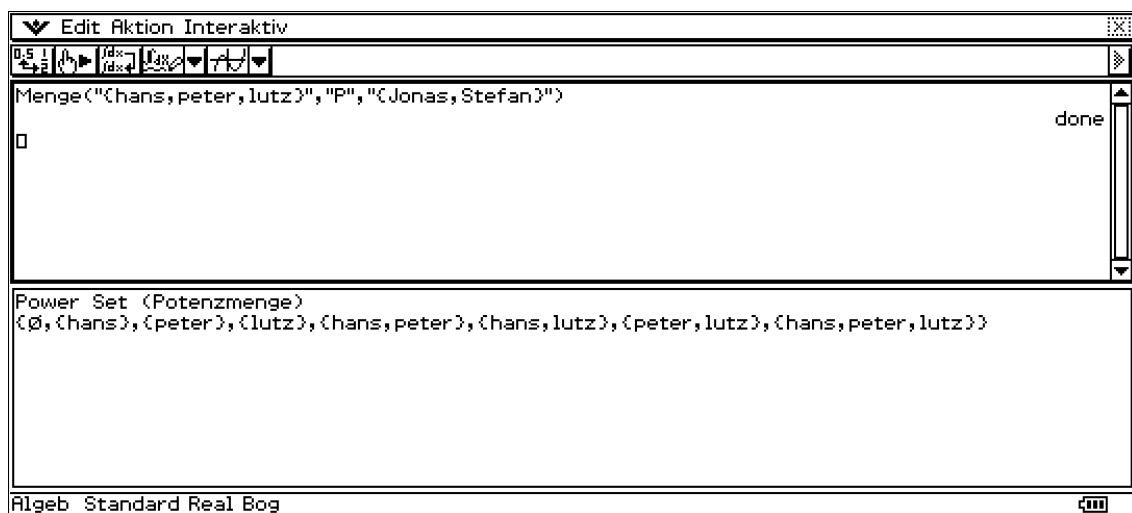 Edit Aktion Interaktiv
Menge("{hans,peter,lutz}","P","{Jonas,Stefan}")
done
Power Set (Potenzmenge)
{Ø,{hans},{peter},{lutz},{hans,peter},{hans,lutz},{peter,lutz},{hans,peter,lutz}}
Algeb Standard Real Bog